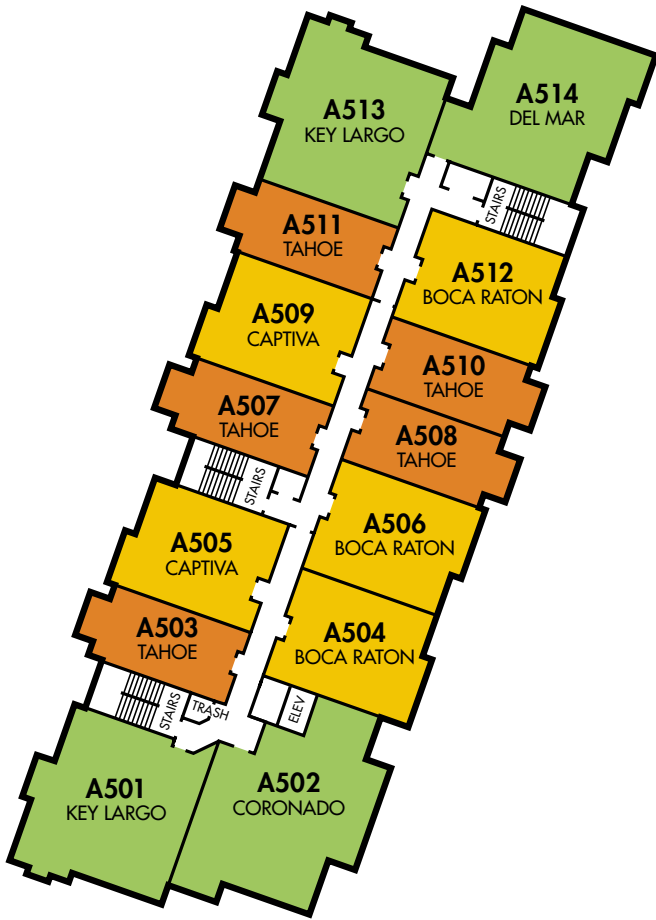 A514
DEL MAR
A513
KEY LARGO
STAIRS
A511
TAHOE
A512
BOCA RATON
A509
CAPTIVA
A510
TAHOE
A507
TAHOE
A508
TAHOE
STAIRS
A506
BOCA RATON
A505
CAPTIVA
A503
TAHOE
A504
BOCA RATON
STAIRS
TRASH
ELEV
A501
KEY LARGO
A502
CORONADO